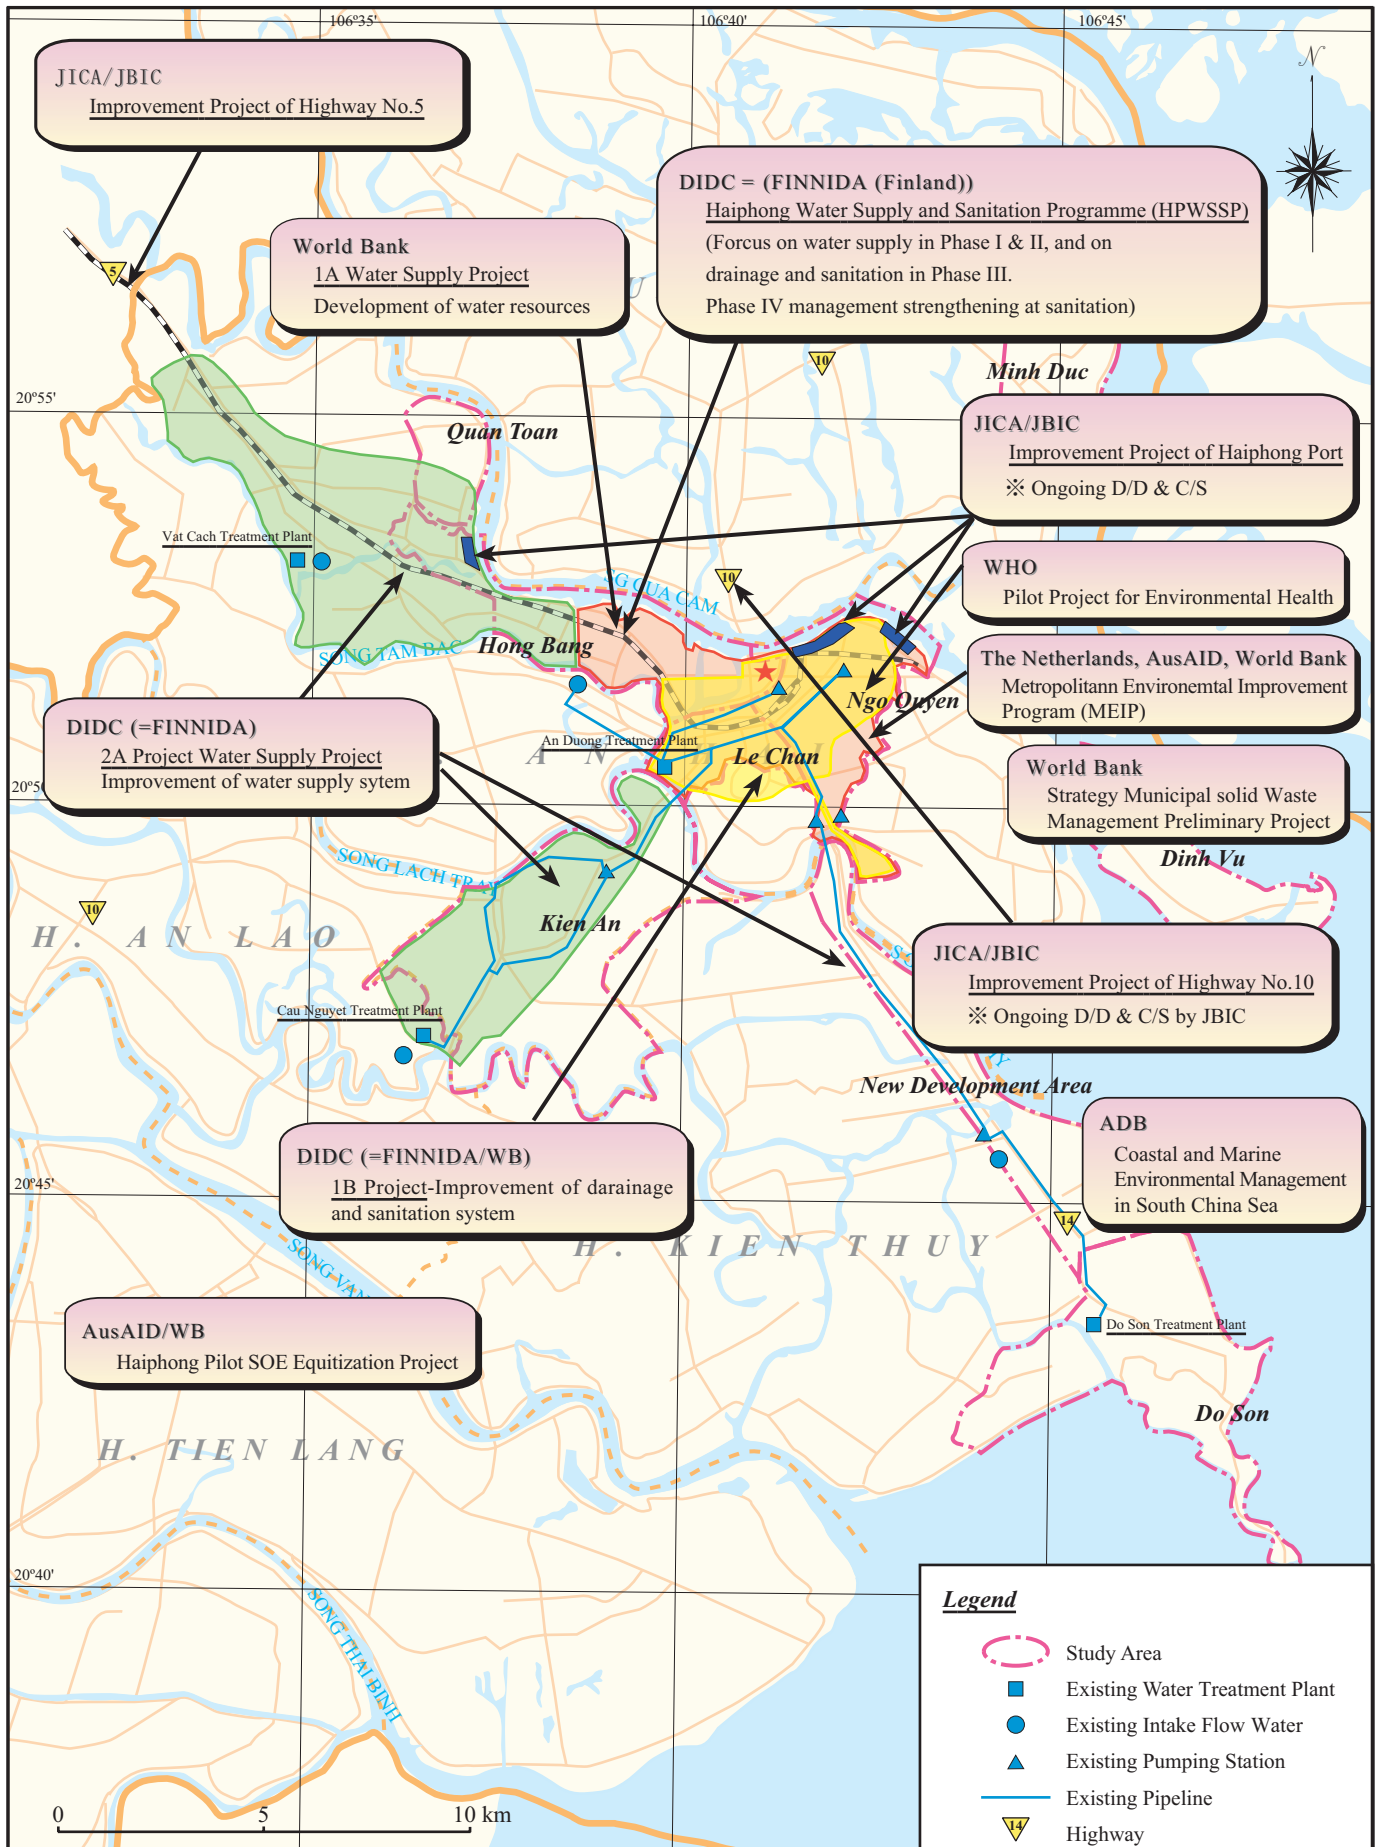 106°35'
106°40'
106°45'
N
JICA/JBIC
Improvement Project of Highway No.5
DIDC = (FINNIDA (Finland))
Haiphong Water Supply and Sanitation Programme (HPWSSP)
(Forcus on water supply in Phase I & II, and on
drainage and sanitation in Phase III.
Phase IV management strengthening at sanitation)
World Bank
1A Water Supply Project
Development of water resources
U
5
10
Minh Duc
20°55'
Quan Toan
JICA/JBIC
Improvement Project of Haiphong Port
※ Ongoing D/D & C/S
Vat Cach Treatment Plant
SG CUA CAM
10
WHO
Pilot Project for Environmental Health
SONG TAM BAC
Hong Bang
The Netherlands, AusAID, World Bank
Metropolitann Environemtal Improvement
Program (MEIP)
Ngo Quyen
DIDC (=FINNIDA)
2A Project Water Supply Project
Improvement of water supply sytem
An Duong Treatment Plant
A N H A I
Le Chan
World Bank
Strategy Municipal solid Waste
Management Preliminary Project
20°50'
Dinh Vu
SONG LACH TRAY
10
Kien An
H. AN LAO
JICA/JBIC
Improvement Project of Highway No.10
※ Ongoing D/D & C/S by JBIC
Cau Nguyet Treatment Plant
New Development Area
ADB
Coastal and Marine
Environmental Management
in South China Sea
DIDC (=FINNIDA/WB)
1B Project-Improvement of darainage
and sanitation system
20°45'
14
H. KIEN THUY
SONG VAN
AusAID/WB
Haiphong Pilot SOE Equitization Project
Do Son Treatment Plant
Do Son
H. TIEN LANG
20°40'
SONG THAI BINH
Legend
Study Area
Existing Water Treatment Plant
Existing Intake Flow Water
Existing Pumping Station
Existing Pipeline
14
Highway
0 5 10 km